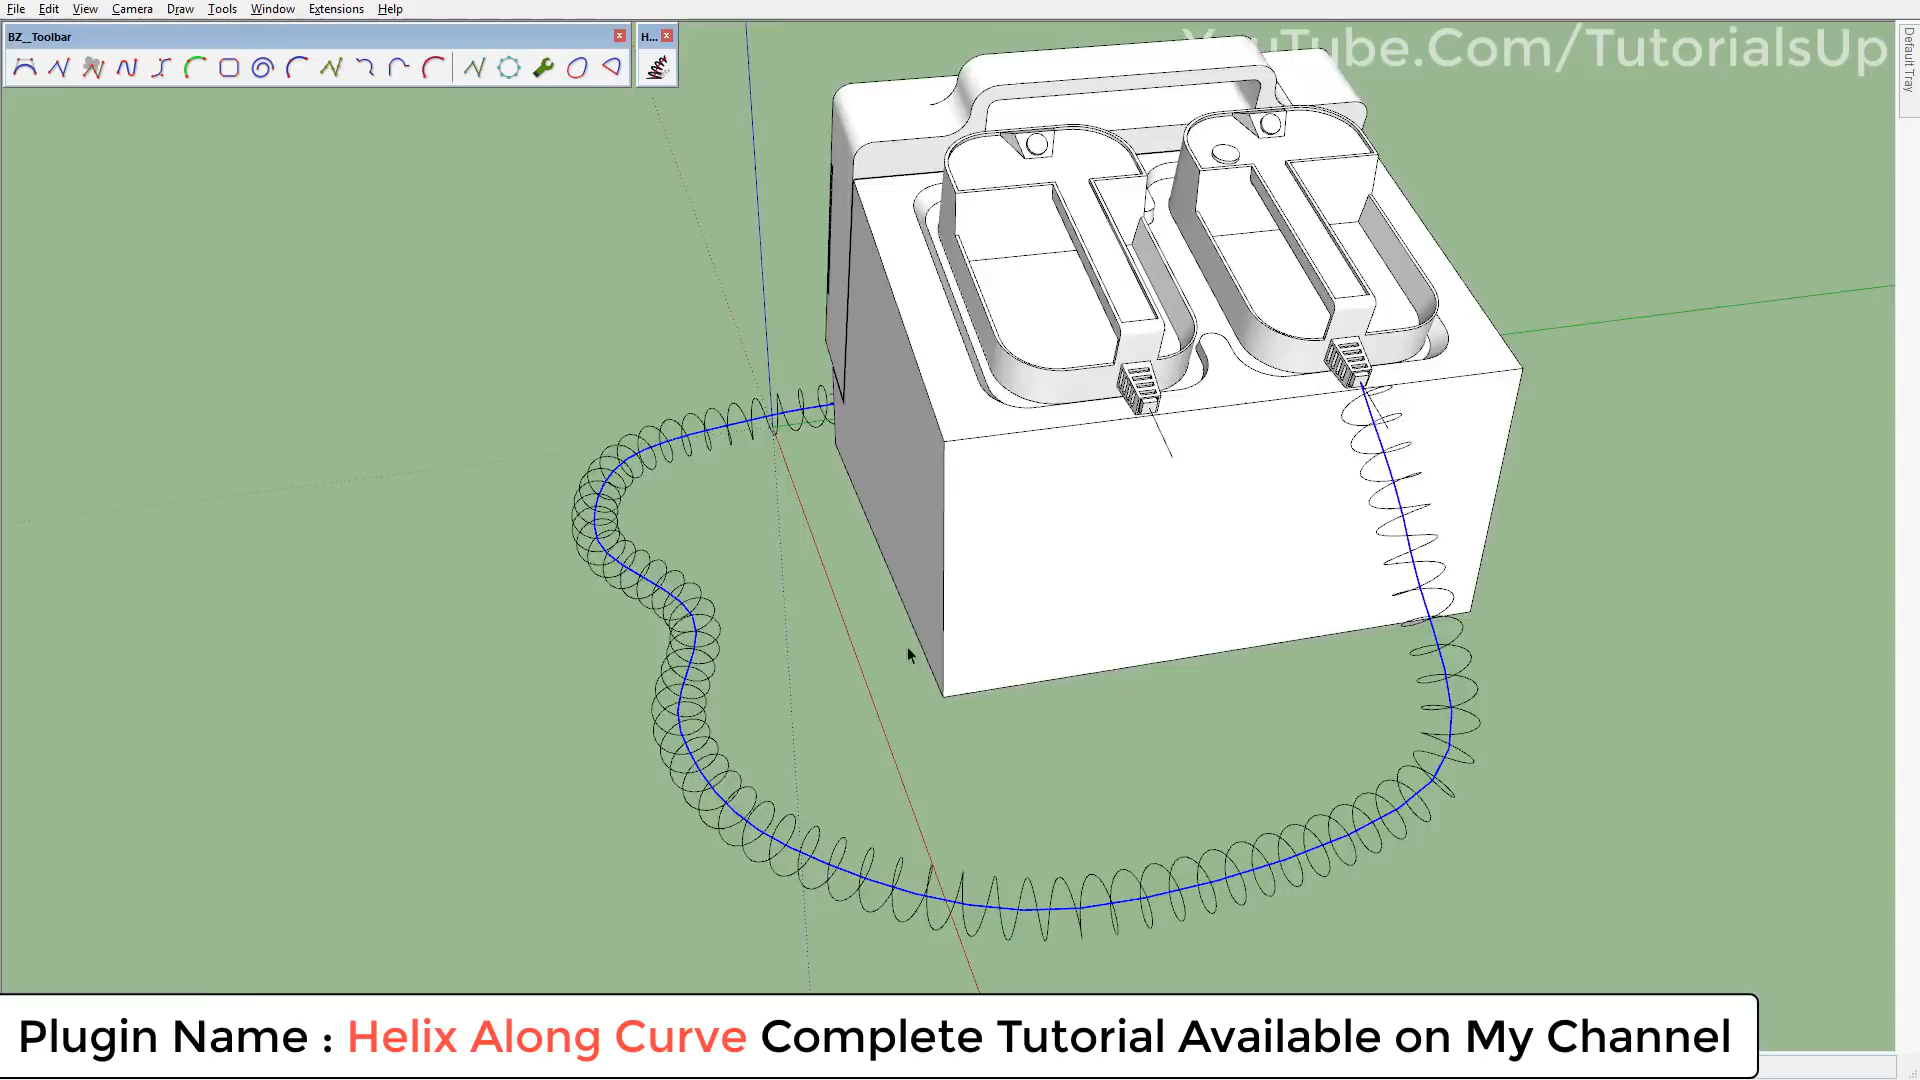 File Edit View Camera Draw Tools Window Extensions Help
BZ__Toolbar
H...
YouTube.Com/TutorialsUp
Default Tray
Plugin Name : Helix Along Curve Complete Tutorial Available on My Channel